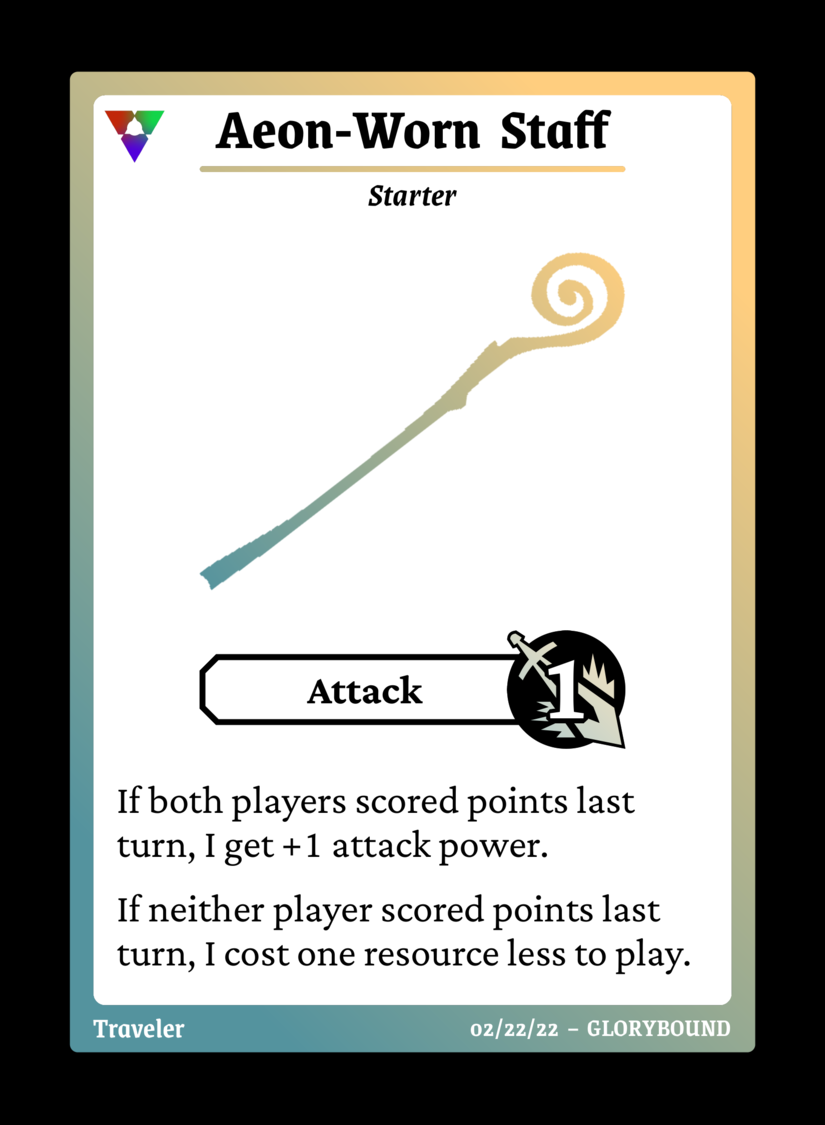 Aeon-Worn Staff
Starter
Attack
1
If both players scored points last
turn, I get +1 attack power.
If neither player scored points last
turn, I cost one resource less to play.
Traveler
02/22/22 – GLORYBOUND